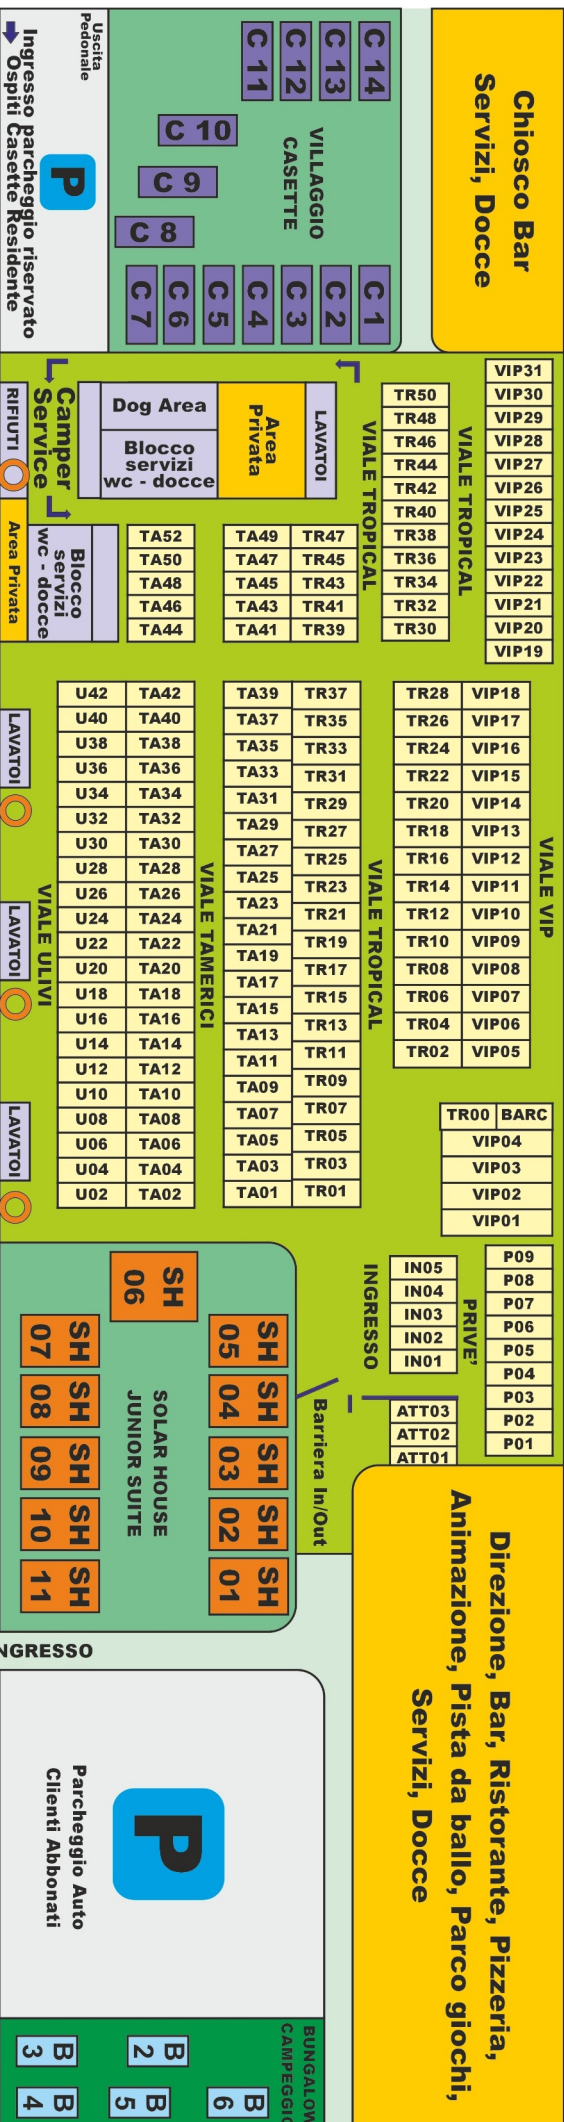 Chiosco Bar
Servizi, Docce
C 14
C 13
C 12
C 11
C 10
C 9
C 8
VILLAGGIO
CASETTE
C 1
C 2
C 3
C 4
C 5
C 6
C 7
Uscita
Pedonale
P
Ingresso parcheggio riservato
Ospiti Casette Residente
VIP31
VIP30
VIP29
VIP28
VIP27
VIP26
VIP25
VIP24
VIP23
VIP22
VIP21
VIP20
VIP19
VIALE TROPICAL
TR50
TR48
TR46
TR44
TR42
TR40
TR38
TR36
TR34
TR32
TR30
VIALE TROPICAL
LAVATOI
Area
Privata
Dog Area
Blocco
servizi
wc - docce
Camper
Service
RIFIUTI
Area Privata
Blocco
servizi
wc - docce
TA52
TA50
TA48
TA46
TA44
TA49 TR47
TA47 TR45
TA45 TR43
TA43 TR41
TA41 TR39
U42 TA42
U40 TA40
U38 TA38
U36 TA36
U34 TA34
U32 TA32
U30 TA30
U28 TA28
U26 TA26
U24 TA24
U22 TA22
U20 TA20
U18 TA18
U16 TA16
U14 TA14
U12 TA12
U10 TA10
U08 TA08
U06 TA06
U04 TA04
U02 TA02
TA39 TR37
TA37 TR35
TA35 TR33
TA33 TR31
TA31 TR29
TA29 TR27
TA27 TR25
TA25 TR23
TA23 TR21
TA21 TR19
TA19 TR17
TA17 TR15
TA15 TR13
TA13 TR11
TA11 TR09
TA09 TR07
TA07 TR05
TA05 TR03
TA03 TR01
TA01
TR28 VIP18
TR26 VIP17
TR24 VIP16
TR22 VIP15
TR20 VIP14
TR18 VIP13
TR16 VIP12
TR14 VIP11
TR12 VIP10
TR10 VIP09
TR08 VIP08
TR06 VIP07
TR04 VIP06
TR02 VIP05
VIALE VIP
VIALE TROPICAL
VIALE TAMERICI
VIALE ULIVI
LAVATOI
LAVATOI
LAVATOI
TR00 BARC
VIP04
VIP03
VIP02
VIP01
P09
P08
P07
P06
P05
P04
P03
P02
P01
PRIVE'
IN05
IN04
IN03
IN02
IN01
INGRESSO
ATT03
ATT02
ATT01
Barriera In/Out
SH
06
SH
05
SH
04
SH
03
SH
02
SH
01
SOLAR HOUSE
JUNIOR SUITE
SH
07
SH
08
SH
09
SH
10
SH
11
NGRESSO
Direzione, Bar, Ristorante, Pizzeria,
Animazione, Pista da ballo, Parco giochi,
Servizi, Docce
P
Parcheggio Auto
Clienti Abbonati
BUNGALOW
CAMPEGGIO
B
6
B
2
B
5
B
3
B
4